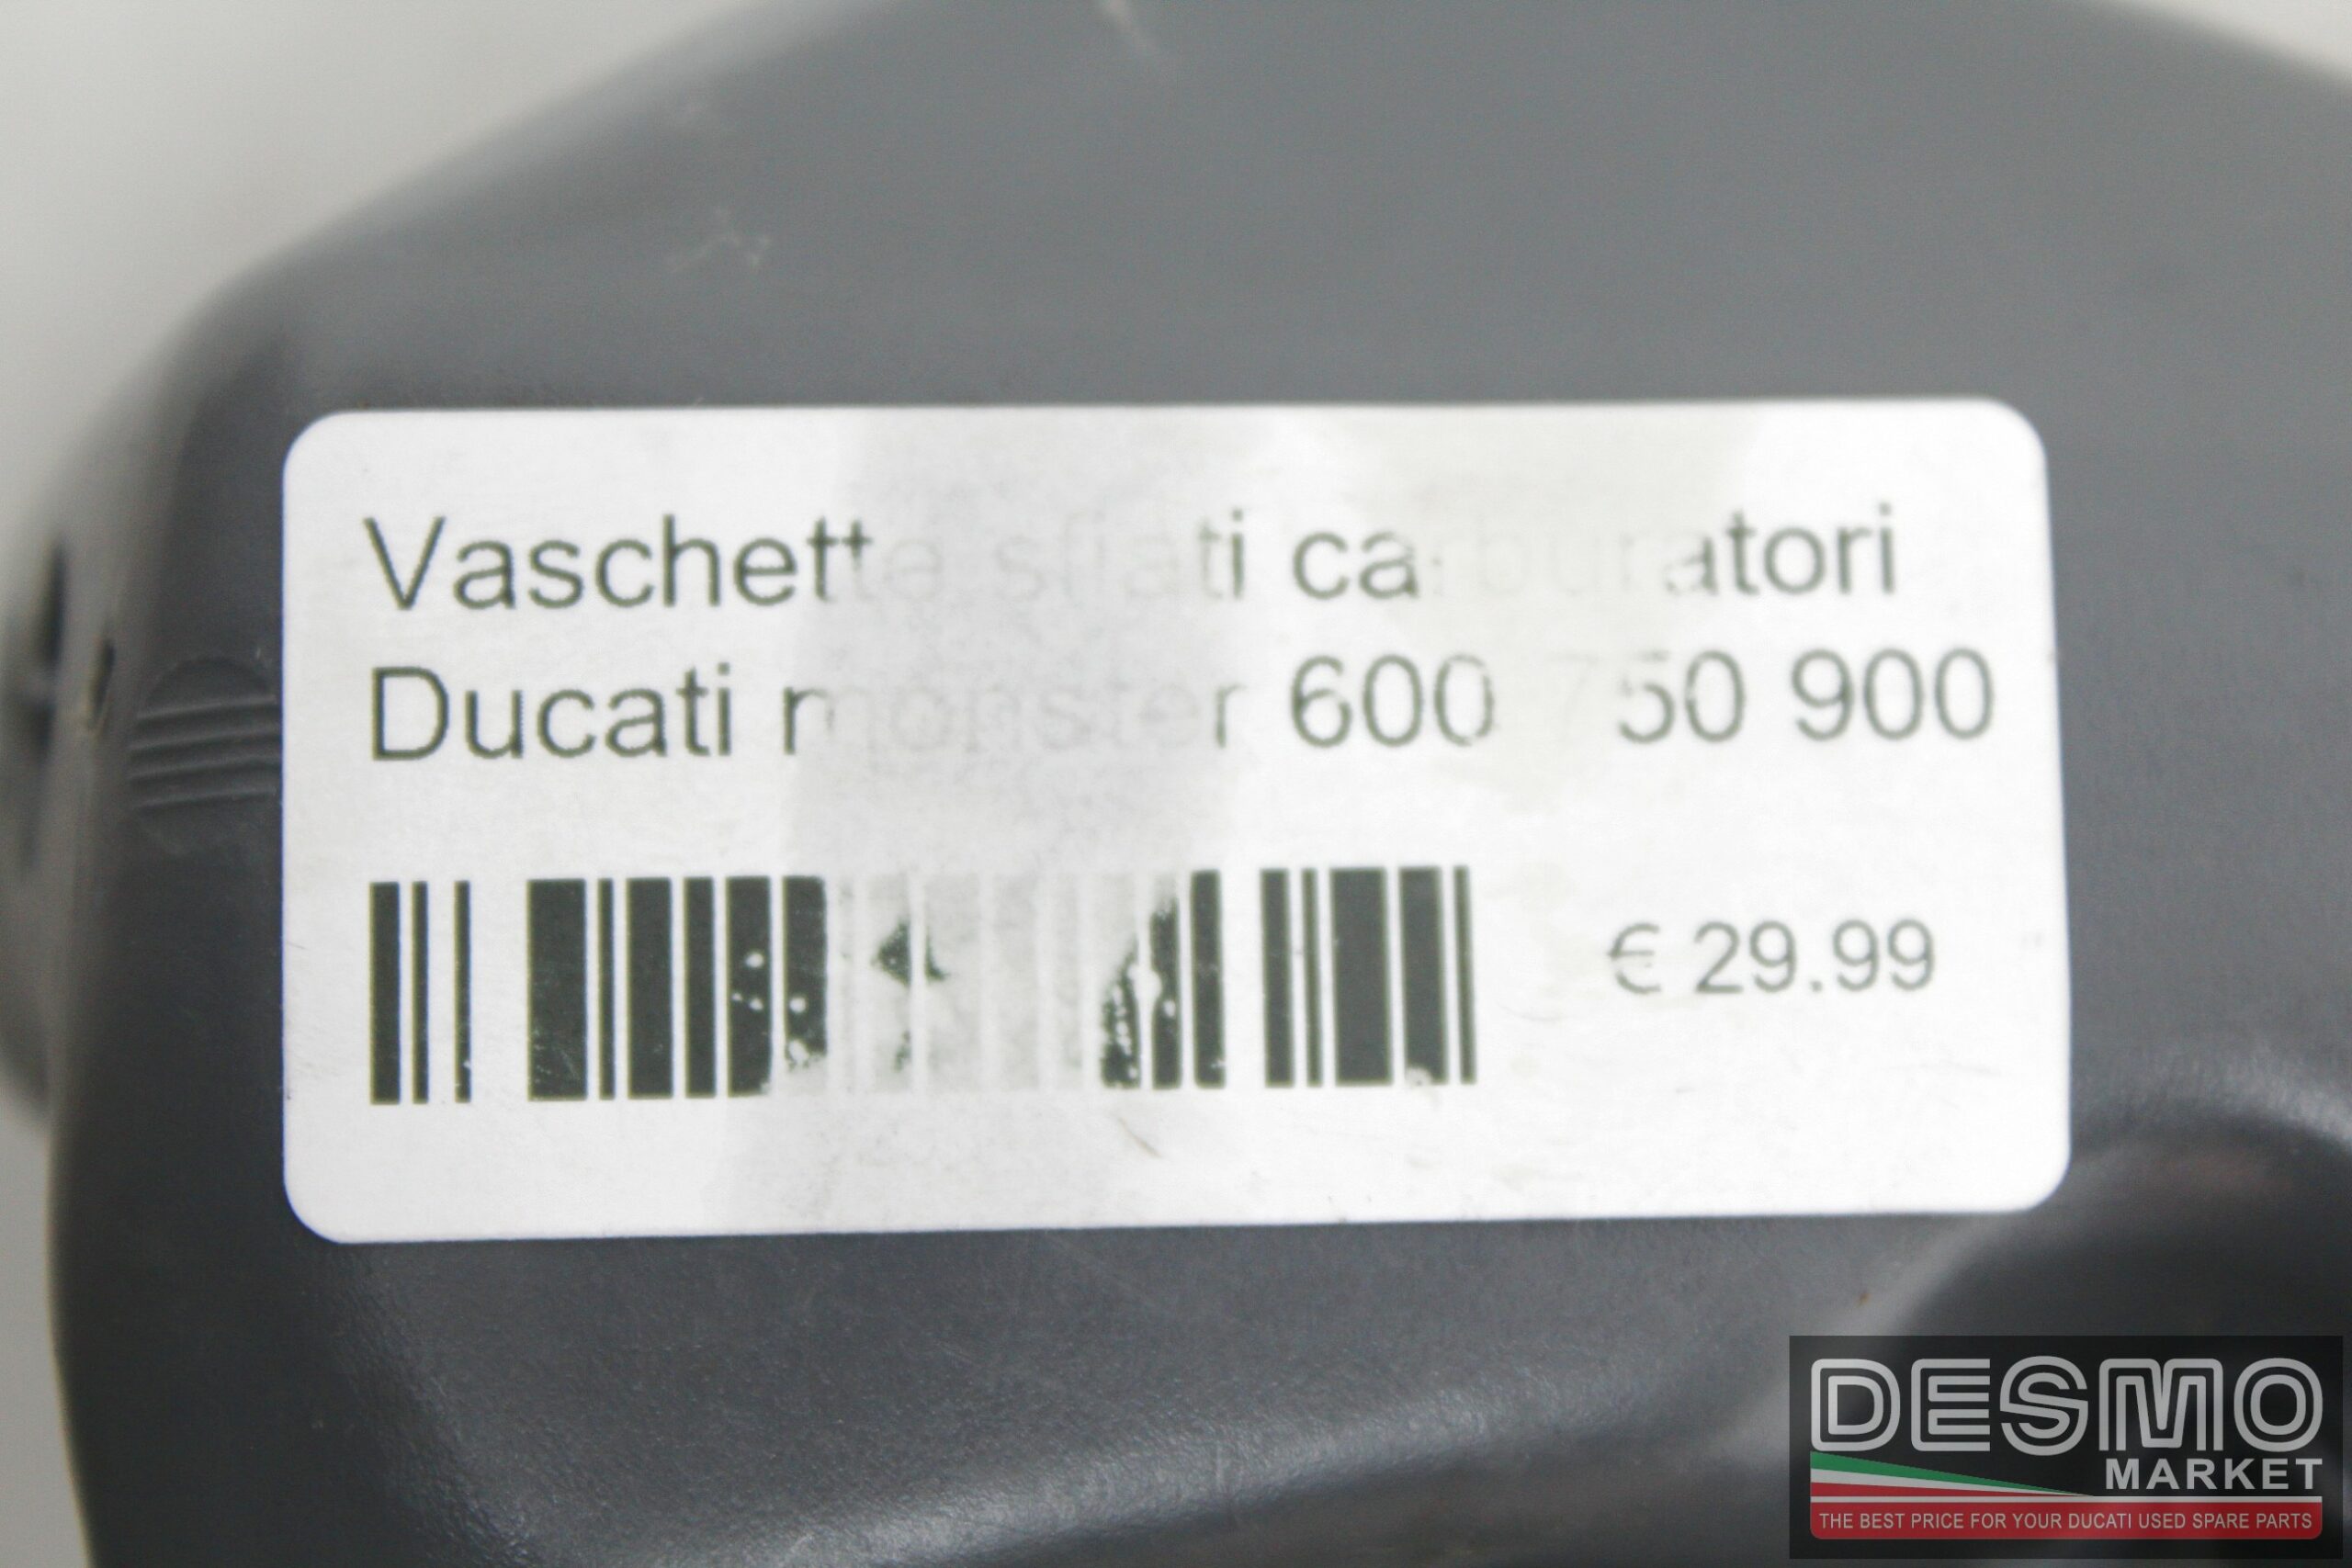 Vaschetta sfiati carburatori
Ducati monster 600 750 900
€ 29.99
DESMO
MARKET
THE BEST PRICE FOR YOUR DUCATI USED SPARE PARTS